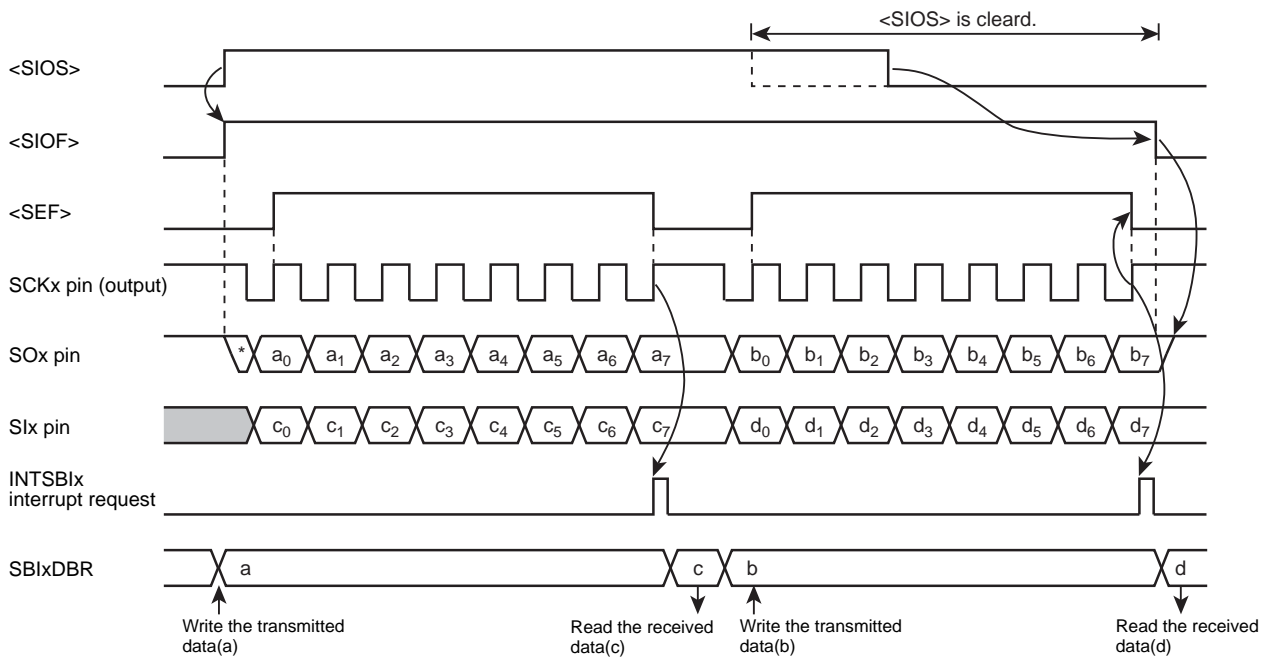 <SIOS> is cleard.
<SIOS>
<SIOF>
<SEF>
SCKx pin (output)
SOx pin
* a0 a1 a2 a3 a4 a5 a6 a7 b0 b1 b2 b3 b4 b5 b6 b7
SIx pin
c0 c1 c2 c3 c4 c5 c6 c7 d0 d1 d2 d3 d4 d5 d6 d7
INTSBIx
interrupt request
SBIxDBR
a c b d
Write the transmitted
data(a)
Read the received
data(c)
Write the transmitted
data(b)
Read the received
data(d)